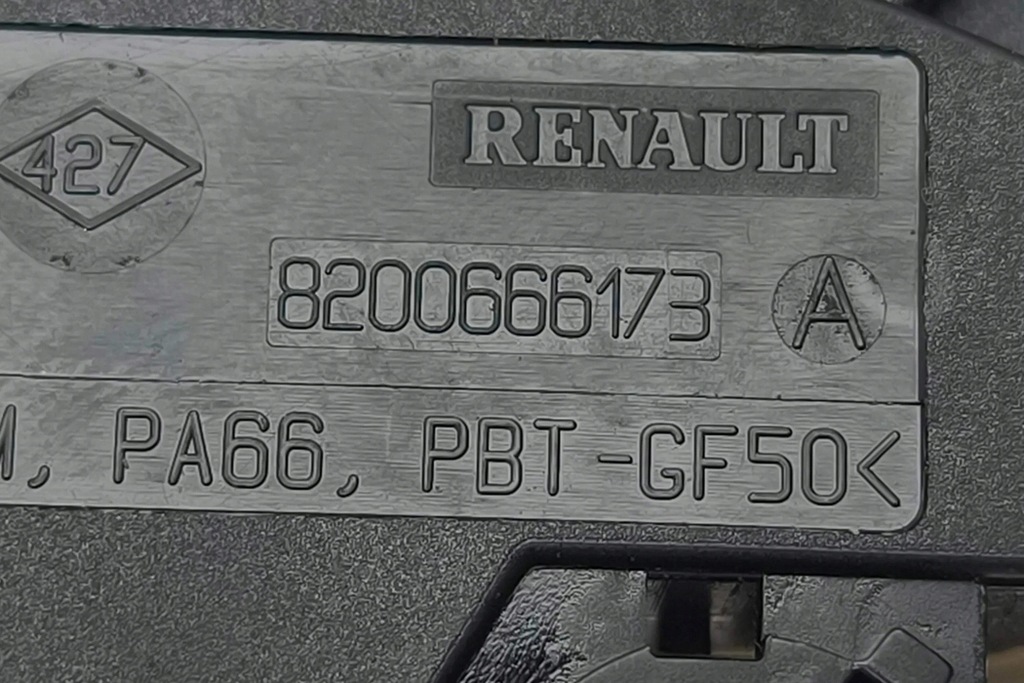 427
RENAULT
8200666173 A
, PA66, PBT-GF50<